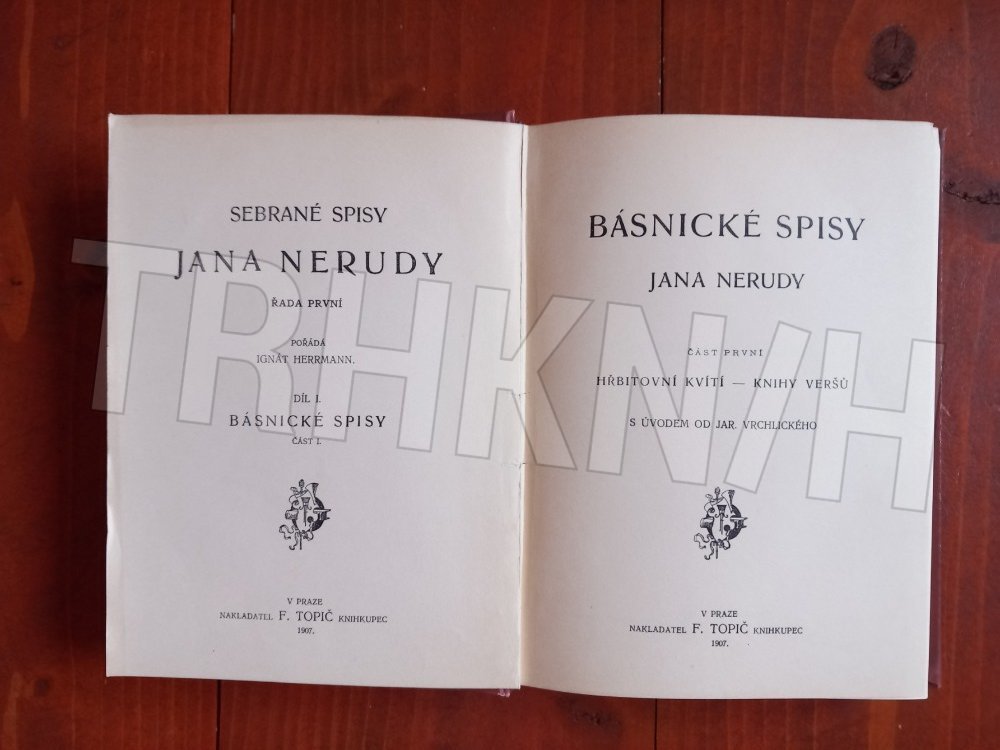 SEBRANÉ SPISY
JANA NERUDY
ŘADA PRVNÍ
POŘÁDÁ
IGNÁT HERRMANN.
DÍL I.
BÁSNICKÉ SPISY
ČÁST I.
V PRAZE
NAKLADATEL F. TOPIČ KNIHKUPEC
1907.
BÁSNICKÉ SPISY
JANA NERUDY
ČÁST PRVNÍ
HŘBITOVNÍ KVÍTÍ — KNIHY VERŠŮ
S ÚVODEM OD JAR. VRCHLICKÉHO
V PRAZE
NAKLADATEL F. TOPIČ KNIHKUPEC
1907.
TRHKNIH